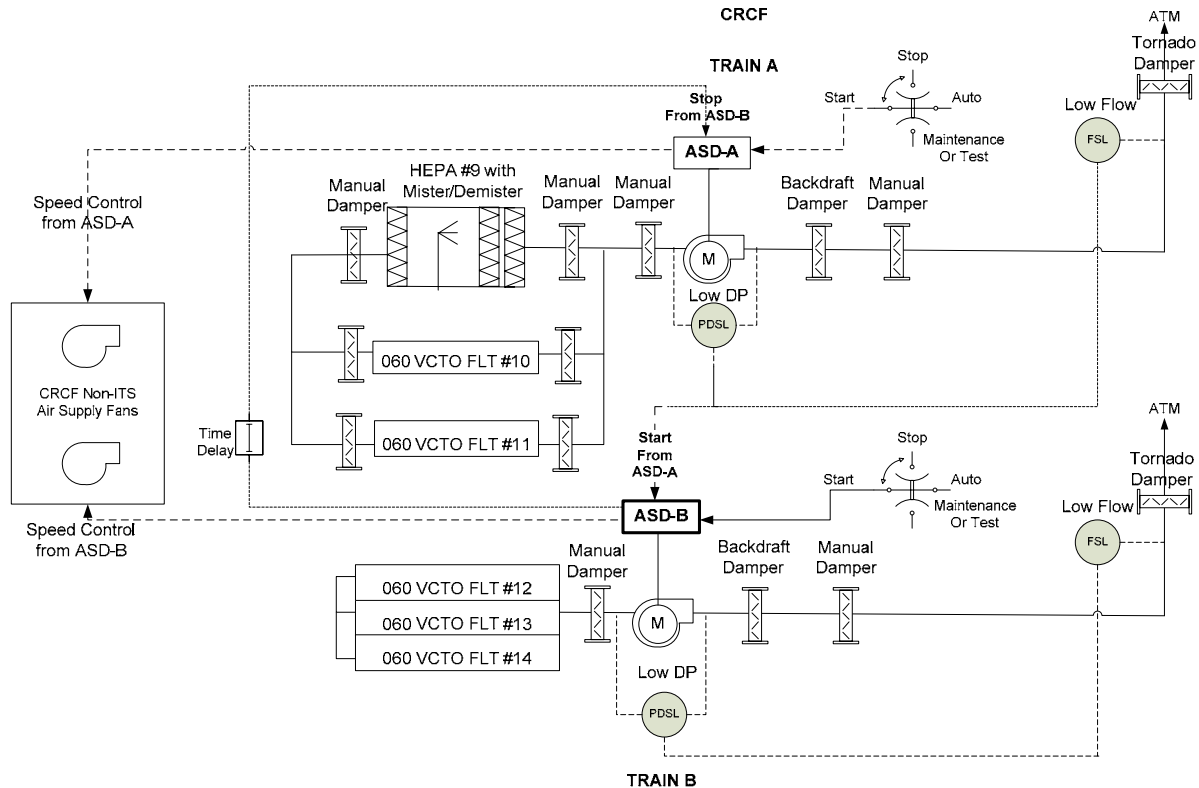 CRCF
ATM
Tornado
Damper
TRAIN A
Stop
Start
Auto
Maintenance
Or Test
Low Flow
FSL
Stop
From ASD-B
ASD-A
HEPA #9 with
Mister/Demister
Manual
Damper
Manual
Damper
Manual
Damper
Backdraft
Damper
Manual
Damper
Speed Control
from ASD-A
M
Low DP
PDSL
060 VCTO FLT #10
CRCF Non-ITS
Air Supply Fans
Time
Delay
060 VCTO FLT #11
Start
From
ASD-A
ATM
Tornado
Damper
Stop
Start
Auto
Maintenance
Or Test
Low Flow
FSL
ASD-B
Speed Control
from ASD-B
Manual
Damper
Backdraft
Damper
Manual
Damper
060 VCTO FLT #12
060 VCTO FLT #13
060 VCTO FLT #14
M
Low DP
PDSL
TRAIN B